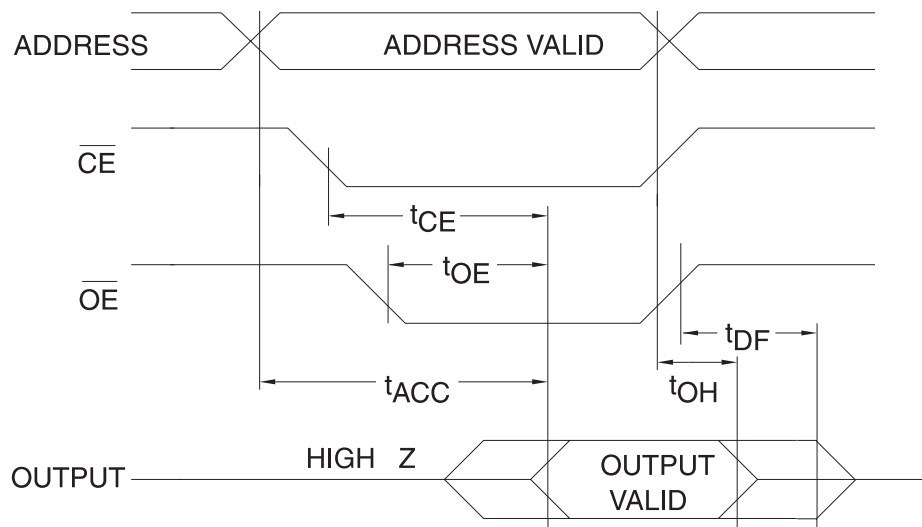 ADDRESS
ADDRESS VALID
CE
tCE
OE
tOE
tDF
tACC
tOH
OUTPUT
HIGH Z
OUTPUT
VALID